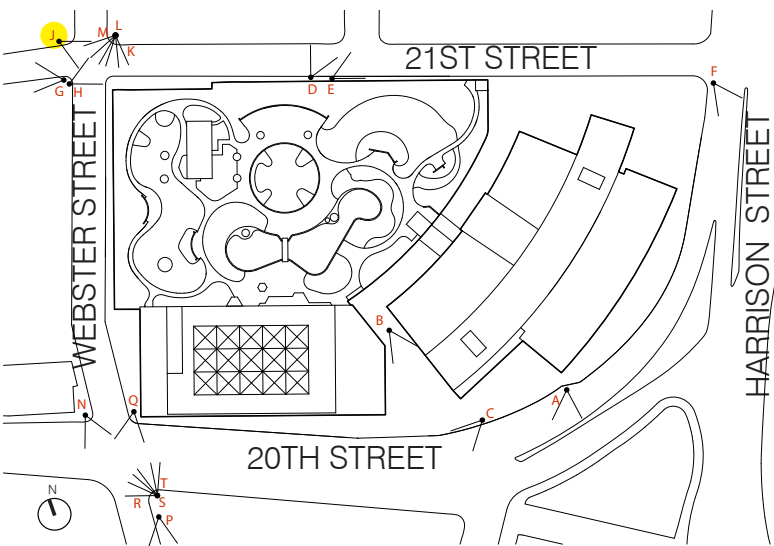 L
M
J
K
21ST STREET
G
H
D
E
F
WEBSTER STREET
HARRISON STREET
B
A
N
Q
C
20TH STREET
T
N
R
S
P